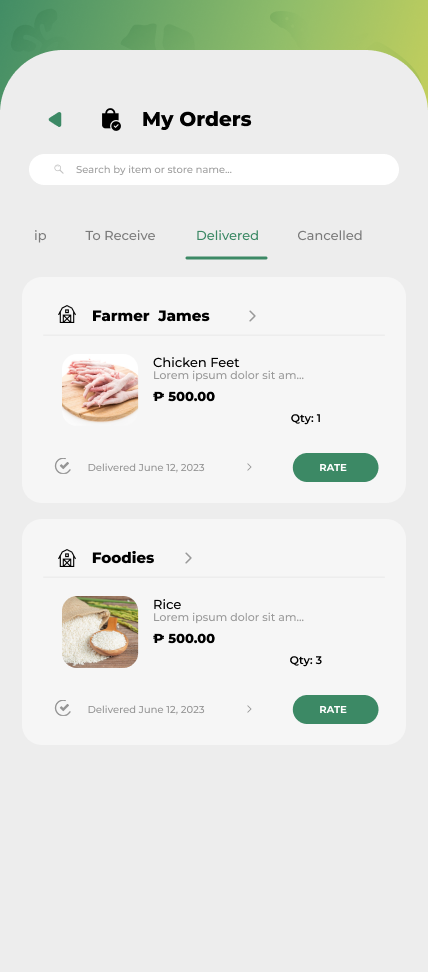 My Orders
Search by item or store name...
ip To Receive Delivered Cancelled
Farmer James
Chicken Feet
Lorem ipsum dolor sit am...
₱ 500.00
Qty: 1
Delivered June 12, 2023
RATE
Foodies
Rice
Lorem ipsum dolor sit am...
₱ 500.00
Qty: 3
Delivered June 12, 2023
RATE